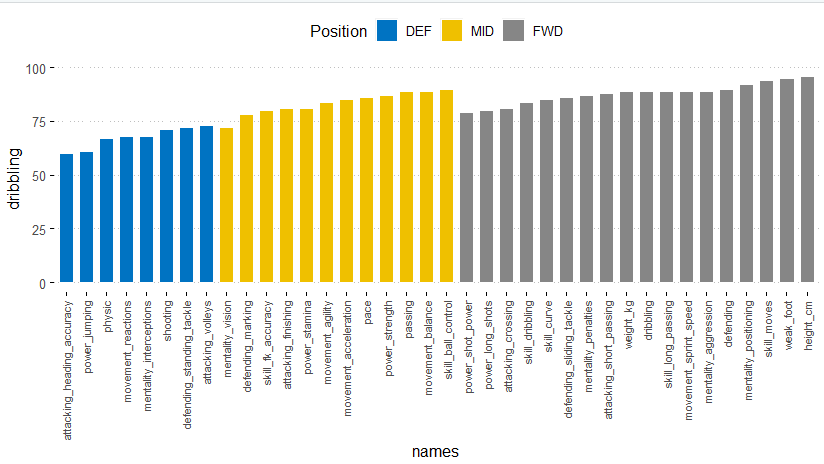 Position DEF MID FWD
100
75
50
25
0
dribbling
attacking_heading_accuracy
power_jumping
physic
movement_reactions
mentality_interceptions
shooting
defending_standing_tackle
attacking_volleys
mentality_vision
defending_marking
skill_fk_accuracy
attacking_finishing
power_stamina
movement_agility
movement_acceleration
pace
power_strength
passing
movement_balance
skill_ball_control
power_shot_power
power_long_shots
attacking_crossing
skill_dribbling
skill_curve
defending_sliding_tackle
mentality_penalties
attacking_short_passing
weight_kg
dribbling
skill_long_passing
movement_sprint_speed
mentality_aggression
defending
mentality_positioning
skill_moves
weak_foot
height_cm
names